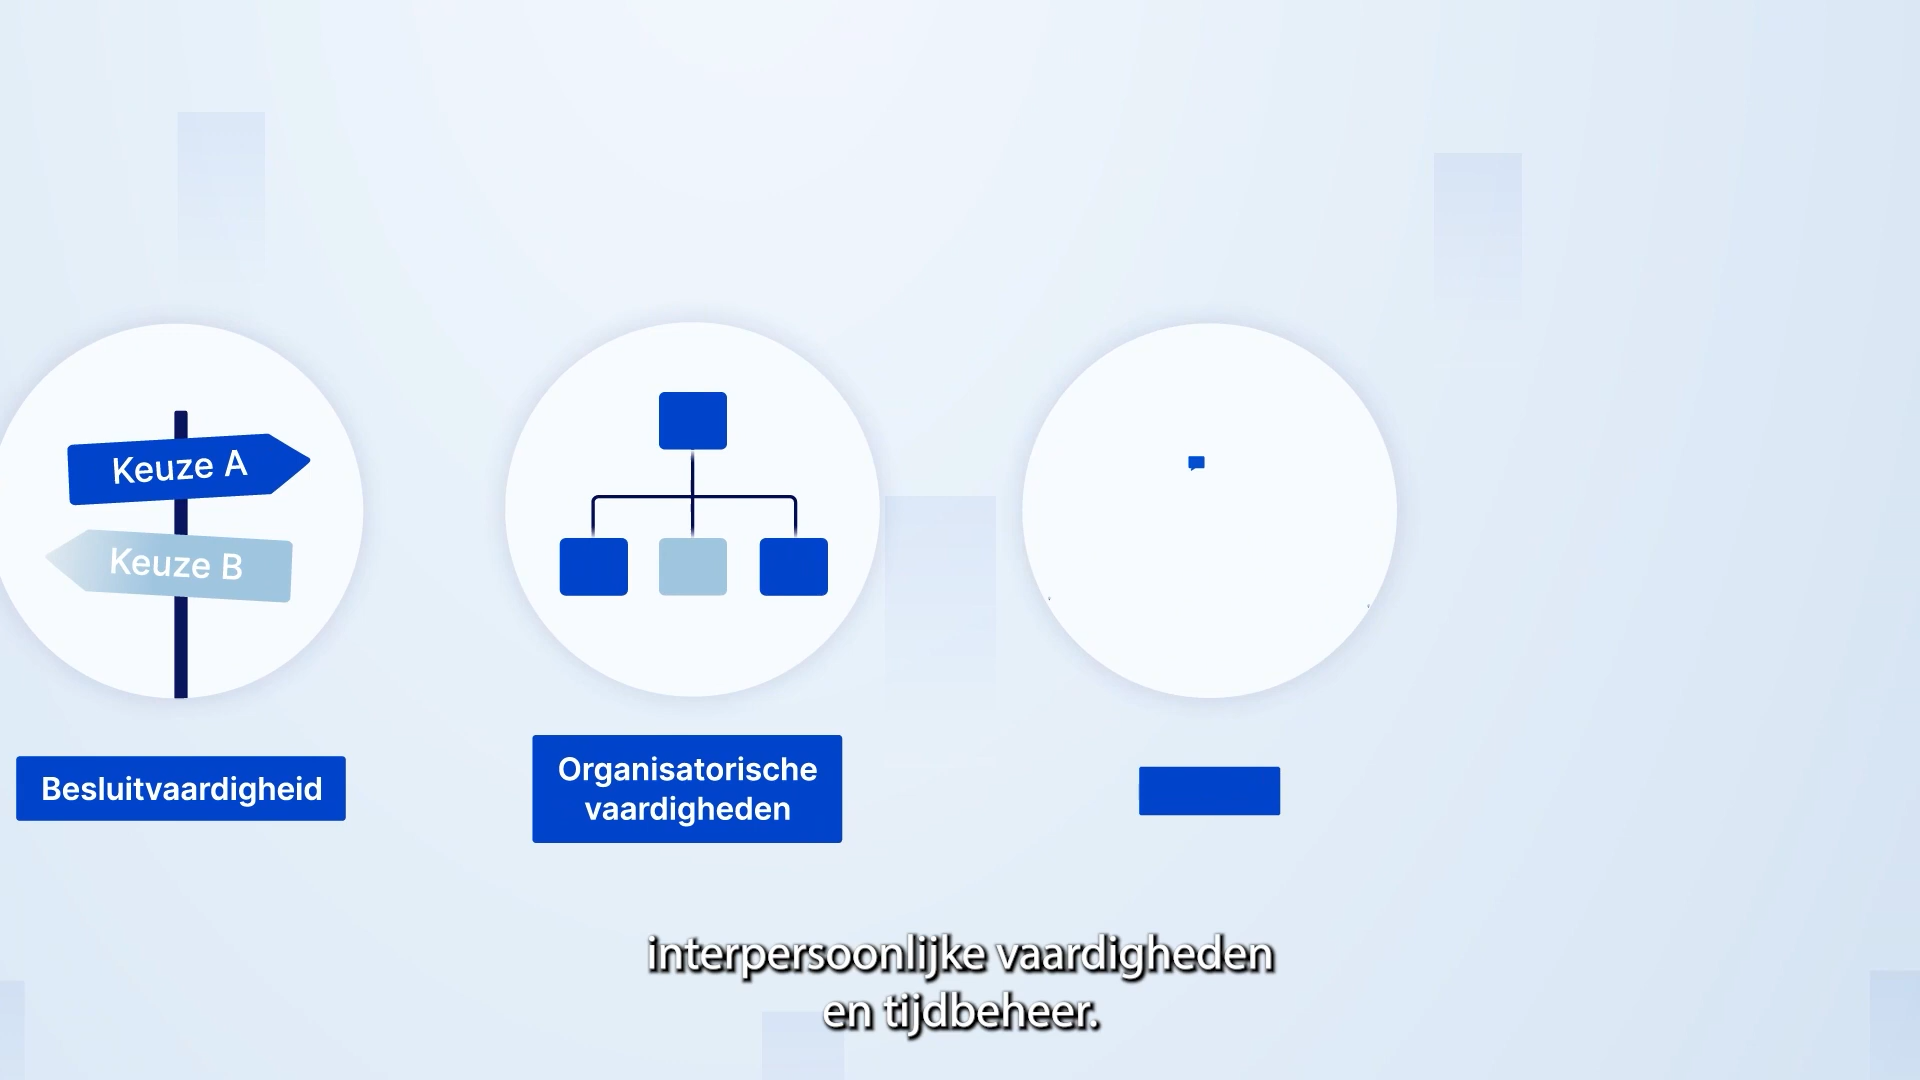 Keuze A
Keuze B
Besluitvaardigheid
Organisatorische
vaardigheden
interpersoonlijke vaardigheden
en tijdbeheer.